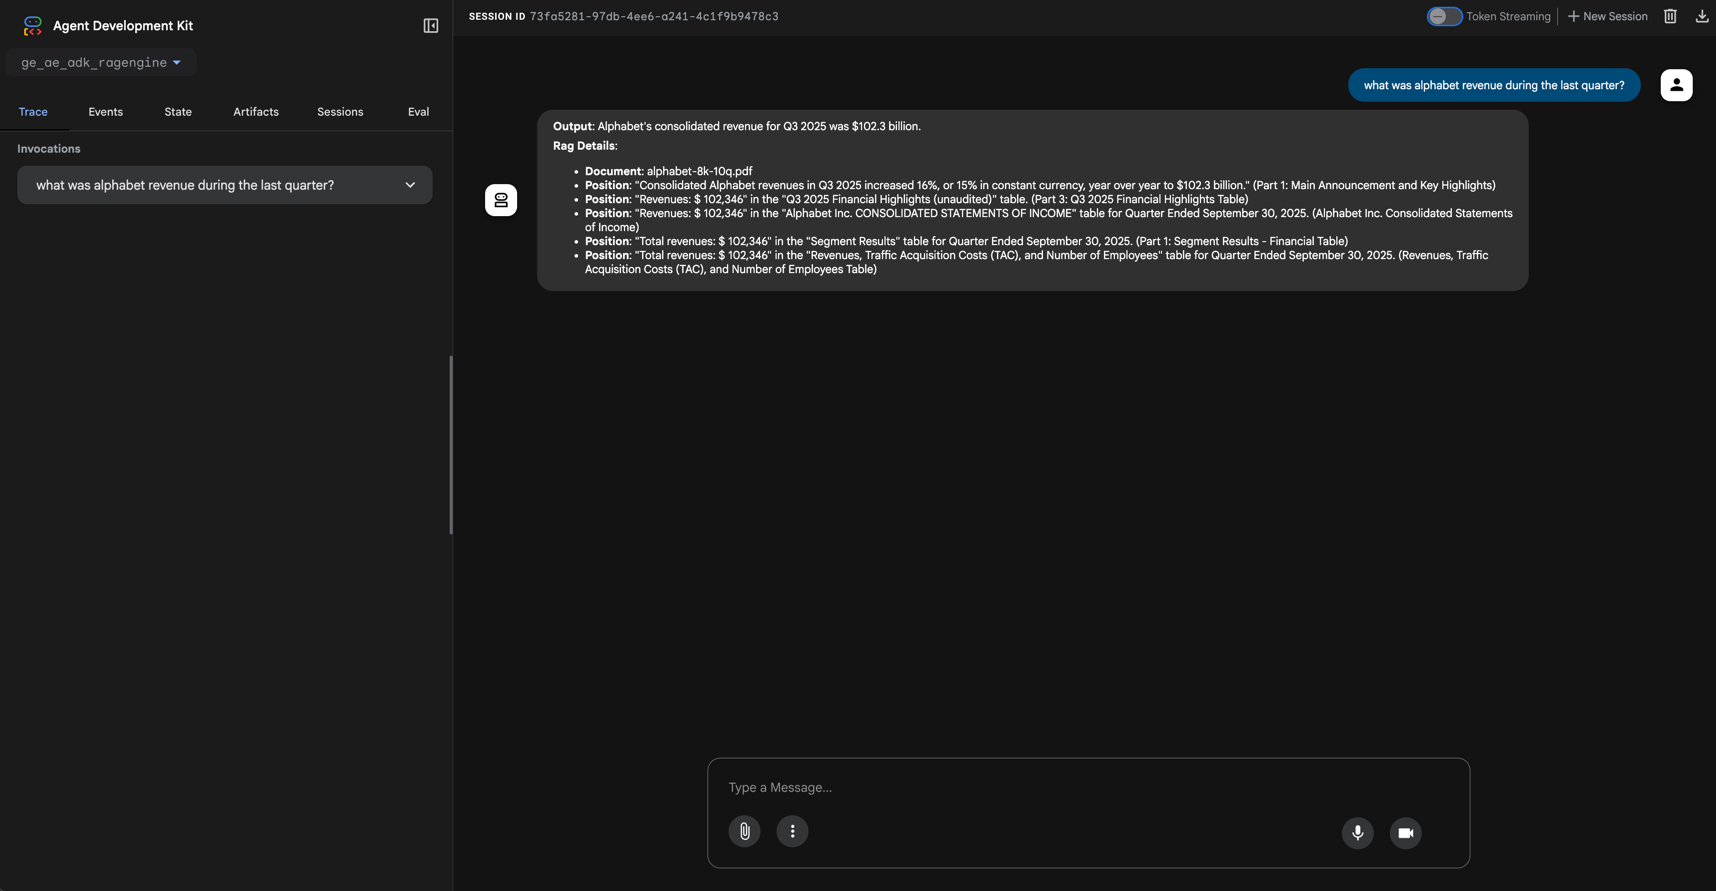 Agent Development Kit
ge_ae_adk_ragengine
Trace Events State Artifacts Sessions Eval
Invocations
what was alphabet revenue during the last quarter?
SESSION ID 73fa5281-97db-4ee6-a241-4c1f9b9478c3
Token Streaming
New Session
what was alphabet revenue during the last quarter?
Output: Alphabet's consolidated revenue for Q3 2025 was $102.3 billion.
Rag Details:
• Document: alphabet-8k-10q.pdf
• Position: "Consolidated Alphabet revenues in Q3 2025 increased 16%, or 15% in constant currency, year over year to $102.3 billion." (Part 1: Main Announcement and Key Highlights)
• Position: "Revenues: $ 102,346" in the "Q3 2025 Financial Highlights (unaudited)" table. (Part 3: Q3 2025 Financial Highlights Table)
• Position: "Revenues: $ 102,346" in the "Alphabet Inc. CONSOLIDATED STATEMENTS OF INCOME" table for Quarter Ended September 30, 2025. (Alphabet Inc. Consolidated Statements
of Income)
• Position: "Total revenues: $ 102,346" in the "Segment Results" table for Quarter Ended September 30, 2025. (Part 1: Segment Results - Financial Table)
• Position: "Total revenues: $ 102,346" in the "Revenues, Traffic Acquisition Costs (TAC), and Number of Employees" table for Quarter Ended September 30, 2025. (Revenues, Traffic
Acquisition Costs (TAC), and Number of Employees Table)
Type a Message...